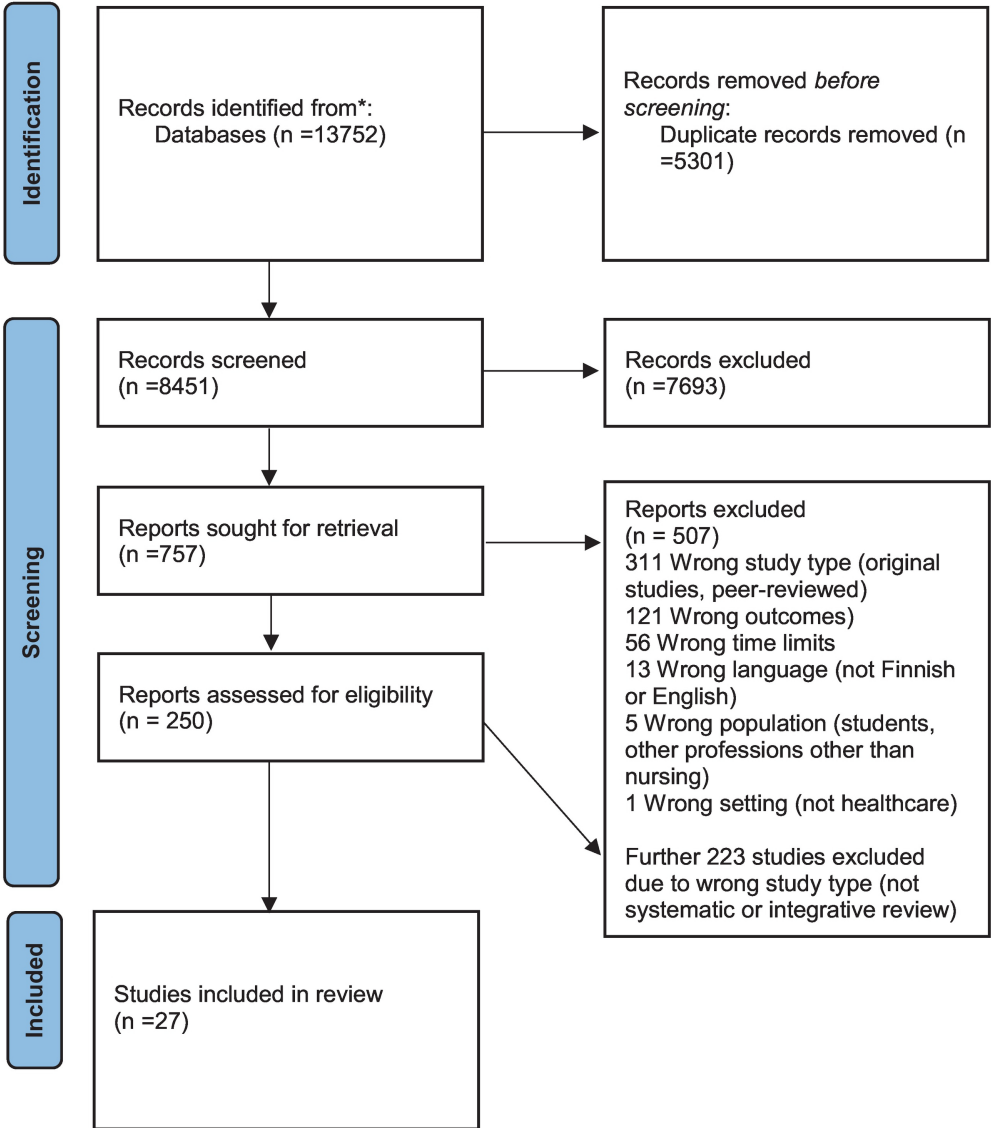 Identification
Records identified from*:
Databases (n =13752)
Records removed before
screening:
Duplicate records removed (n
=5301)
Screening
Records screened
(n =8451)
Records excluded
(n =7693)
Reports sought for retrieval
(n =757)
Reports excluded
(n = 507)
311 Wrong study type (original
studies, peer-reviewed)
121 Wrong outcomes)
56 Wrong time limits
13 Wrong language (not Finnish
or English)
5 Wrong population (students,
other professions other than
nursing)
1 Wrong setting (not healthcare)
Further 223 studies excluded
due to wrong study type (not
systematic or integrative review)
Reports assessed for eligibility
(n = 250)
Included
Studies included in review
(n =27)